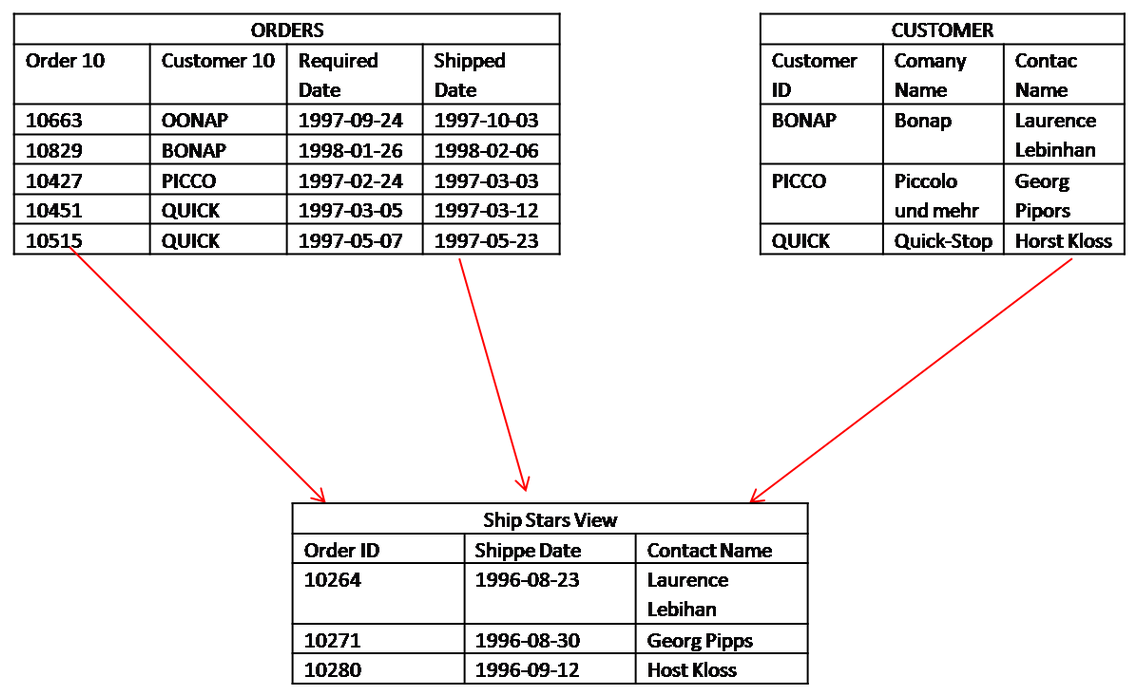 ORDERS
Order 10 Customer 10 Required Date Shipped Date
10663 OONAP 1997-09-24 1997-10-03
10829 BONAP 1998-01-26 1998-02-06
10427 PICCO 1997-02-24 1997-03-03
10451 QUICK 1997-03-05 1997-03-12
10515 QUICK 1997-05-07 1997-05-23
CUSTOMER
Customer ID Comany Name Contac Name
BONAP Bonap Laurence Lebinhan
PICCO Piccolo und mehr Georg Pipors
QUICK Quick-Stop Horst Kloss
Ship Stars View
Order ID Shippe Date Contact Name
10264 1996-08-23 Laurence Lebihan
10271 1996-08-30 Georg Pipps
10280 1996-09-12 Host Kloss